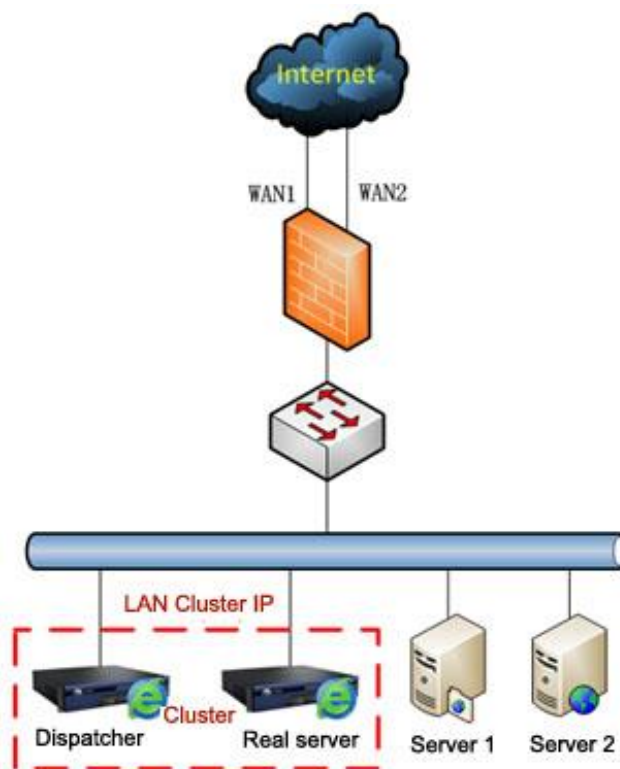 Internet
WAN1
WAN2
LAN Cluster IP
Cluster
Dispatcher
Real server
Server 1
Server 2